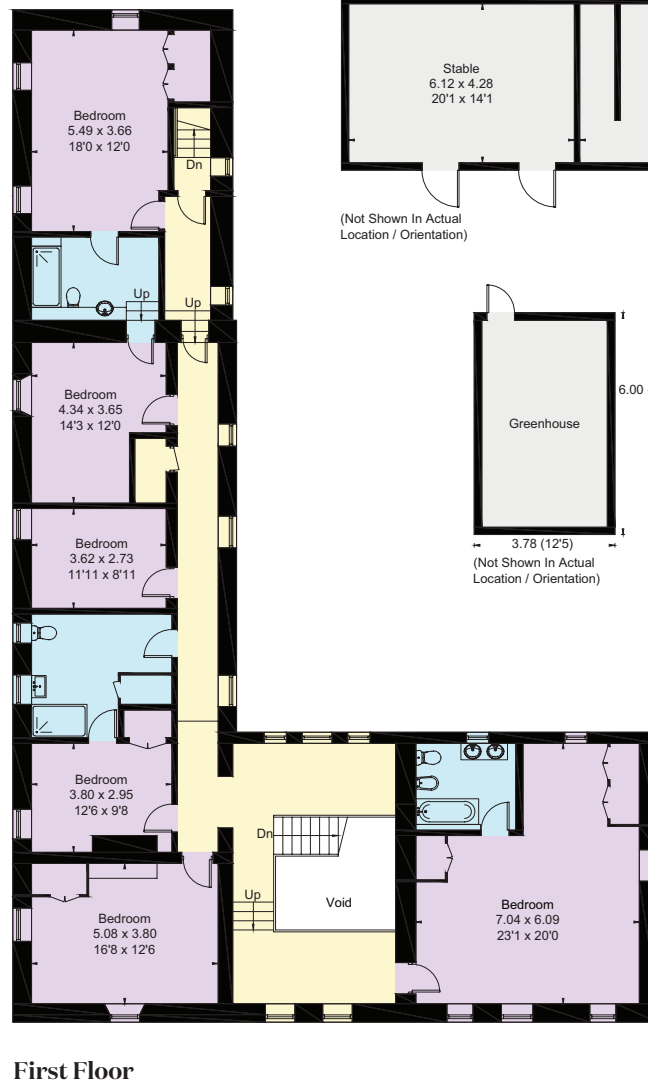 Stable
6.12 x 4.28
20'1 x 14'1
(Not Shown In Actual
Location / Orientation)
Bedroom
5.49 x 3.66
18'0 x 12'0
Dn
Up
Up
Bedroom
4.34 x 3.65
14'3 x 12'0
Greenhouse
6.00
3.78 (12'5)
(Not Shown In Actual
Location / Orientation)
Bedroom
3.62 x 2.73
11'11 x 8'11
Bedroom
3.80 x 2.95
12'6 x 9'8
Dn
Up
Void
Bedroom
5.08 x 3.80
16'8 x 12'6
Bedroom
7.04 x 6.09
23'1 x 20'0
First Floor